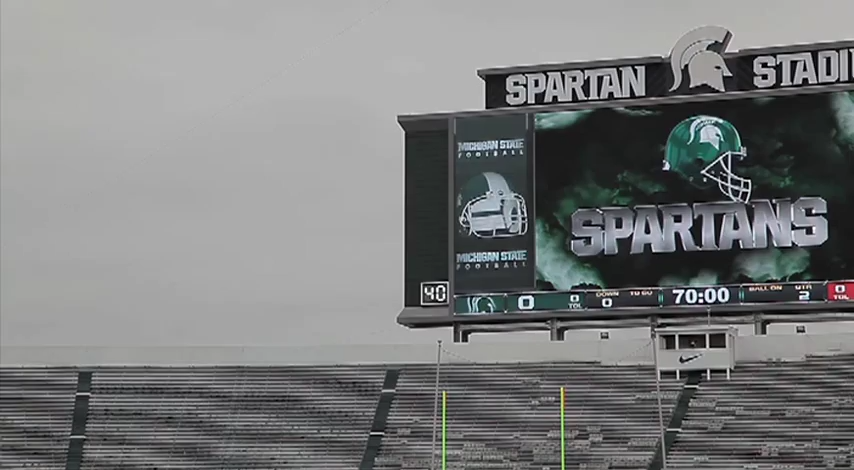 SPARTAN STADI
MICHIGAN STATE
FOOTBALL
SPARTANS
MICHIGAN STATE
FOOTBALL
40
0 0 TOL DOWN 0 TO GO 70:00 BALL ON QTR 2 0 TOL